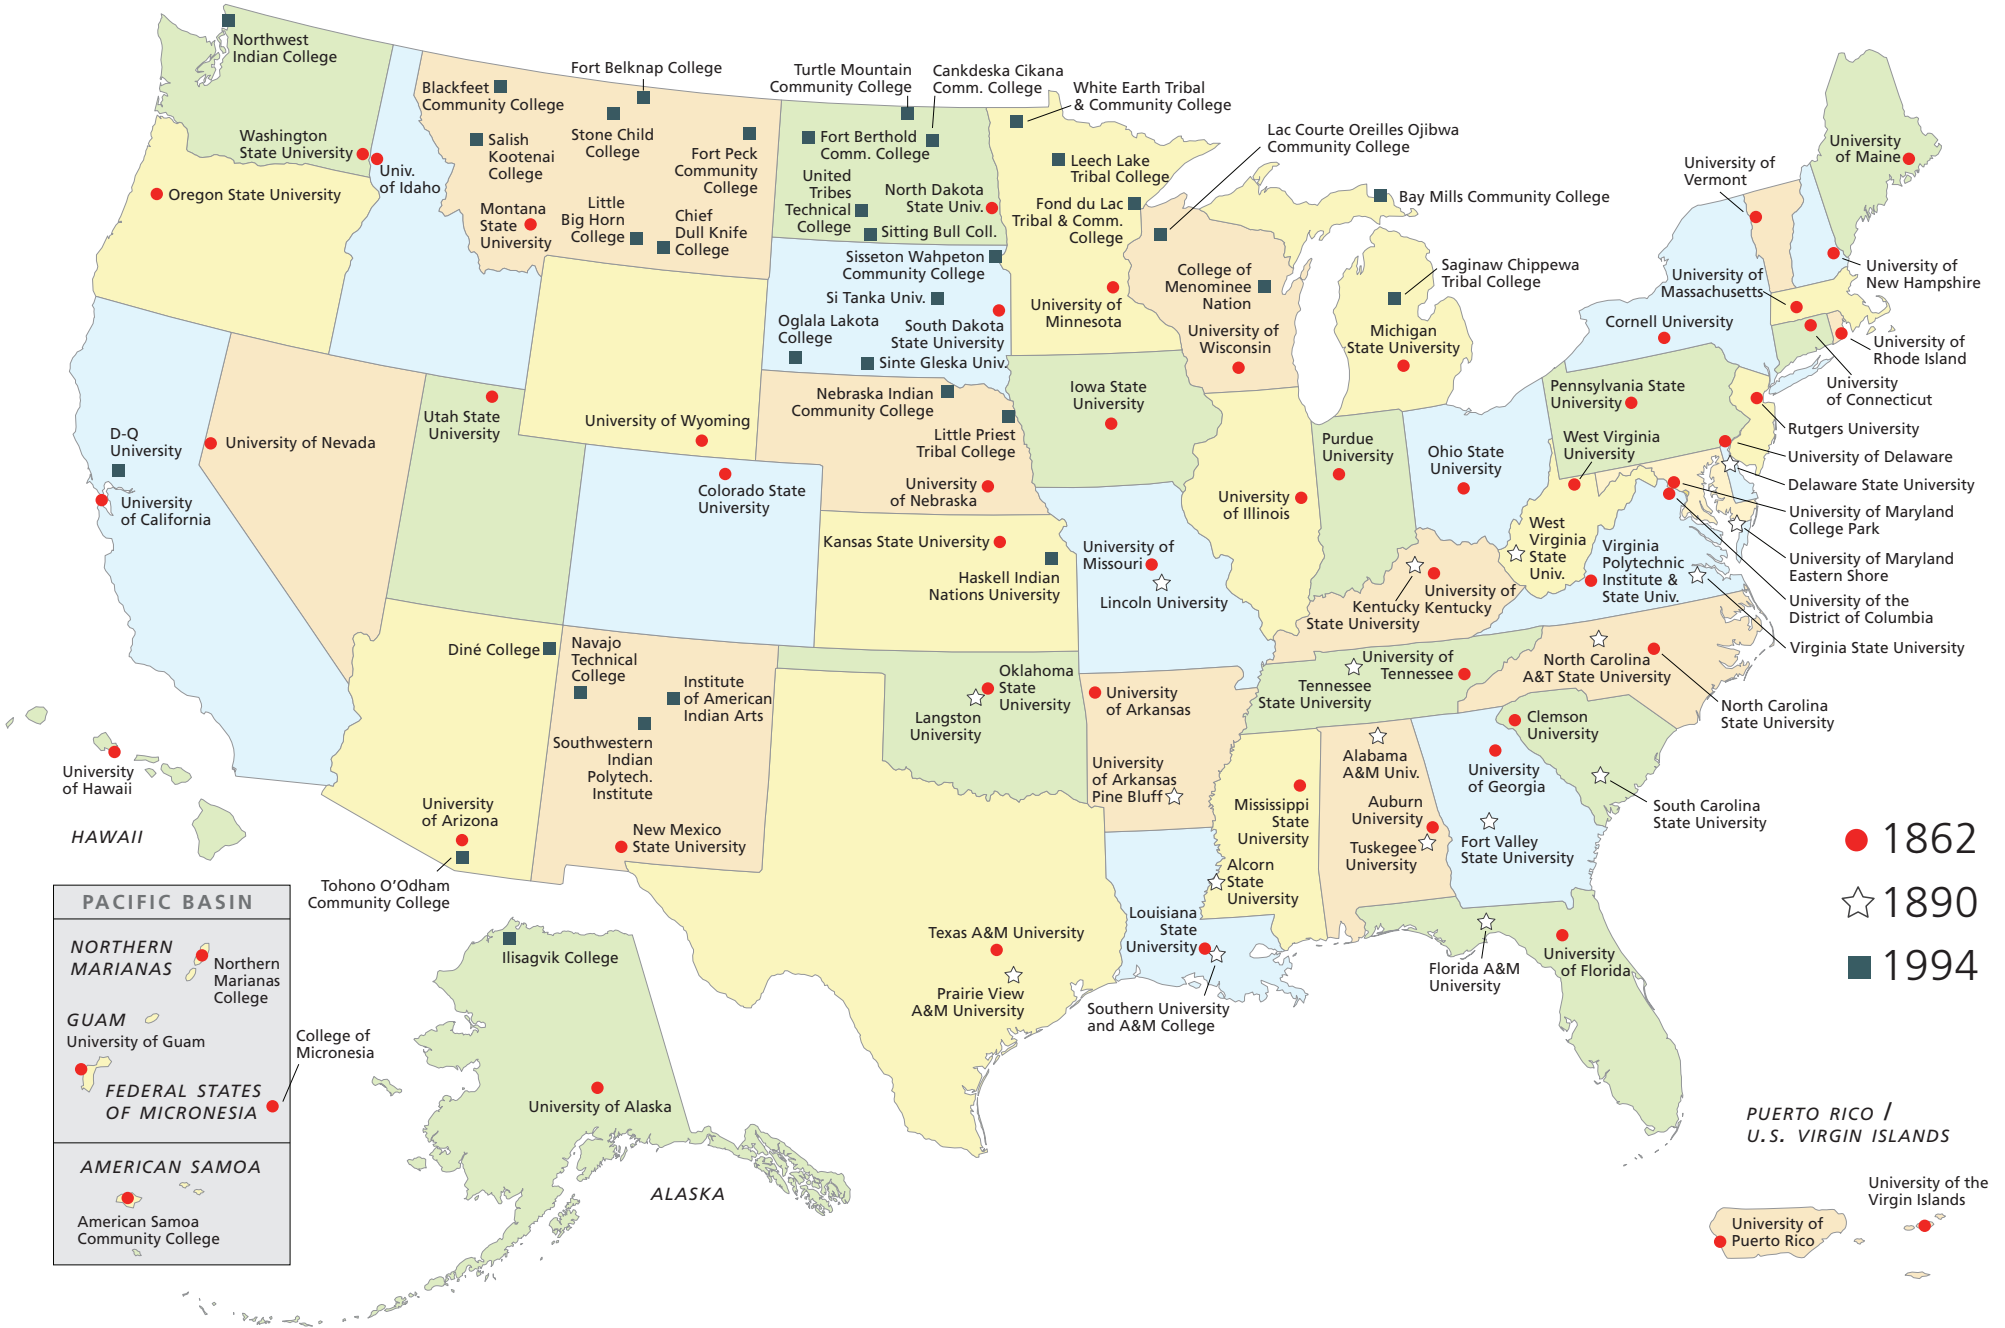 Northwest
Indian College
Washington
State University
Univ.
of Idaho
Oregon State University
Blackfeet
Community College
Fort Belknap College
Stone Child
College
Salish
Kootenai
College
Fort Peck
Community
College
Montana
State
University
Little
Big Horn
College
Chief
Dull Knife
College
Turtle Mountain
Community College
Cankdeska Cikana
Comm. College
Fort Berthold
Comm. College
United
Tribes
Technical
College
North Dakota
State Univ.
Sitting Bull Coll.
Sisseton Wahpeton
Community College
Si Tanka Univ.
Oglala Lakota
College
South Dakota
State University
Sinte Gleska Univ.
White Earth Tribal
& Community College
Leech Lake
Tribal College
Fond du Lac
Tribal & Comm.
College
University of
Minnesota
Lac Courte Oreilles Ojibwa
Community College
College of
Menominee
Nation
University of
Wisconsin
Bay Mills Community College
Saginaw Chippewa
Tribal College
Michigan
State University
University of
Vermont
University
of Maine
University of
New Hampshire
University of
Massachusetts
Cornell University
University of
Rhode Island
University
of Connecticut
Pennsylvania State
University
Rutgers University
West Virginia
University
University of Delaware
Delaware State University
University of Maryland
College Park
University of Maryland
Eastern Shore
University of the
District of Columbia
Virginia State University
D-Q
University
University
of California
University of Nevada
Utah State
University
University of Wyoming
Colorado State
University
Nebraska Indian
Community College
Little Priest
Tribal College
University
of Nebraska
Iowa State
University
Kansas State University
Haskell Indian
Nations University
University of
Missouri
Lincoln University
University
of Illinois
Purdue
University
Ohio State
University
West
Virginia
State
Univ.
Virginia
Polytechnic
Institute &
State Univ.
University of
Kentucky
Kentucky
State University
North Carolina
A&T State University
North Carolina
State University
University of
Tennessee
Tennessee
State University
Clemson
University
South Carolina
State University
Diné College
Navajo
Technical
College
Institute
of American
Indian Arts
Southwestern
Indian
Polytech.
Institute
University
of Arizona
Tohono O’Odham
Community College
New Mexico
State University
Oklahoma
State
University
Langston
University
University
of Arkansas
University
of Arkansas
Pine Bluff
Texas A&M University
Prairie View
A&M University
Louisiana
State
University
Southern University
and A&M College
Mississippi
State
University
Alcorn
State
University
Alabama
A&M Univ.
Auburn
University
Tuskegee
University
University
of Georgia
Fort Valley
State University
Florida A&M
University
University
of Florida
University
of Hawaii
HAWAII
PACIFIC BASIN
NORTHERN
MARIANAS
Northern
Marianas
College
GUAM
University of Guam
FEDERAL STATES
OF MICRONESIA
College of
Micronesia
AMERICAN SAMOA
American Samoa
Community College
Ilisagvik College
University of Alaska
ALASKA
1862
1890
1994
PUERTO RICO /
U.S. VIRGIN ISLANDS
University of the
Virgin Islands
University of
Puerto Rico